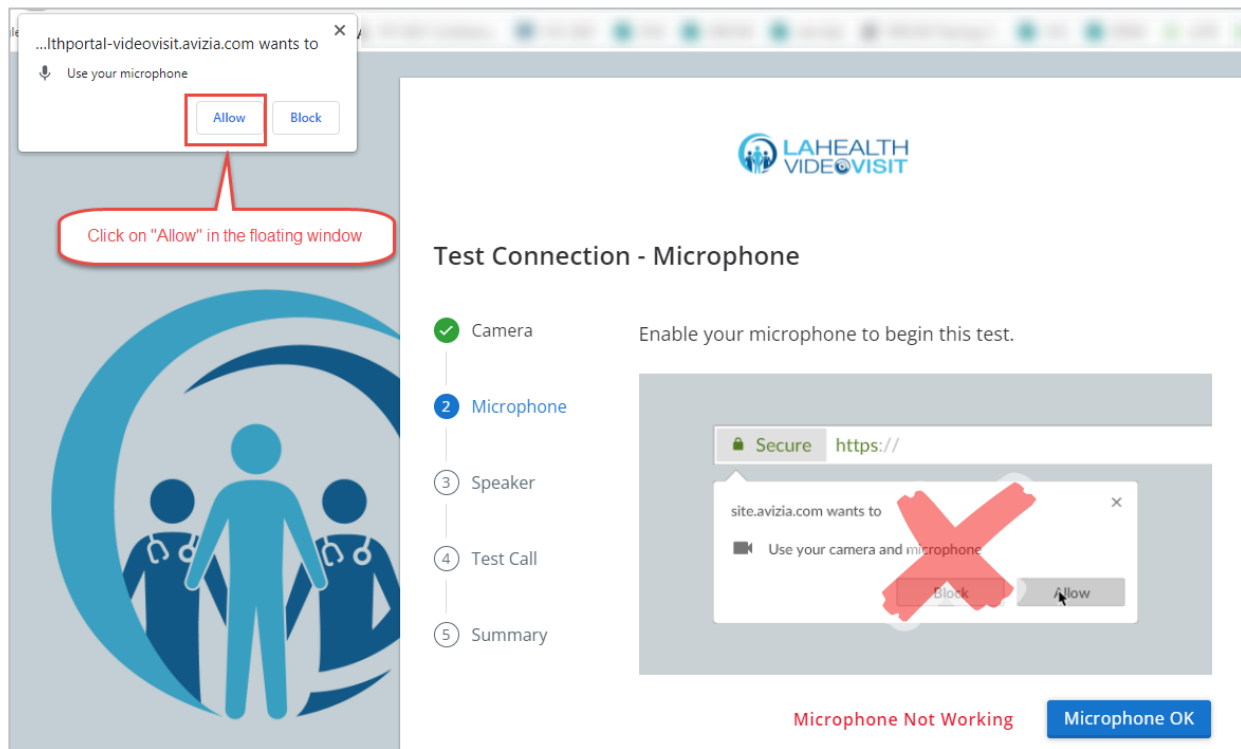 ...lthportal-videovisit.avizia.com wants to
Use your microphone
Allow Block
Click on "Allow" in the floating window
LAHEALTH
VIDEOVISIT
Test Connection - Microphone
Camera
Enable your microphone to begin this test.
2 Microphone
3 Speaker
4 Test Call
5 Summary
Secure https://
site.avizia.com wants to
Use your camera and microphone
Block Allow
Microphone Not Working
Microphone OK